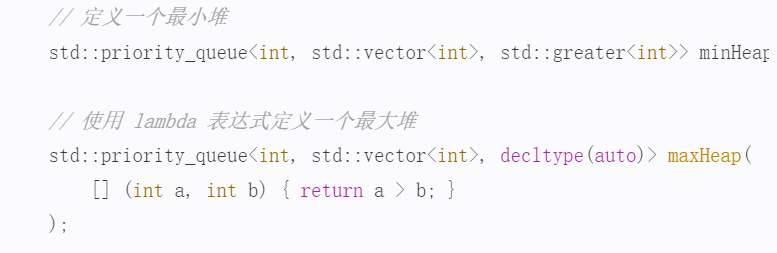 // 定义一个最小堆
std::priority_queue<int, std::vector<int>, std::greater<int>> minHeap
// 使用 lambda 表达式定义一个最大堆
std::priority_queue<int, std::vector<int>, decltype(auto)> maxHeap(
[] (int a, int b) { return a > b; }
);